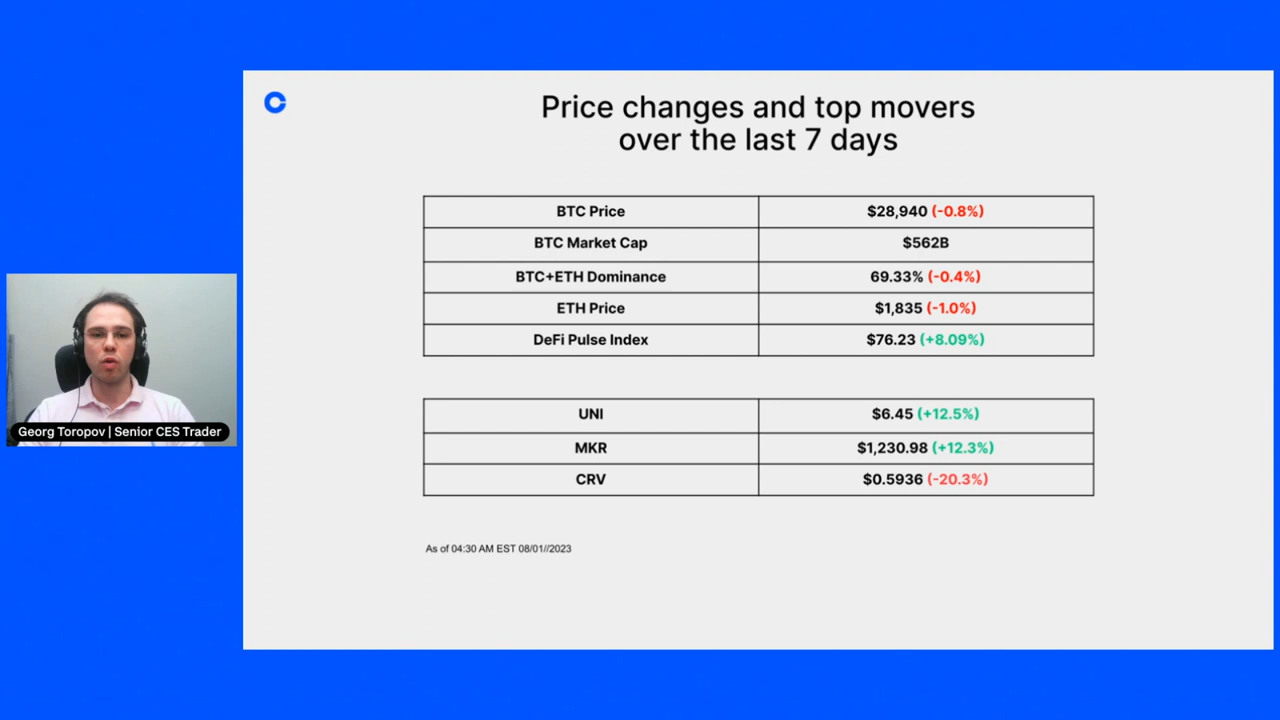 Price changes and top movers
over the last 7 days
BTC Price $28,940 (-0.8%)
BTC Market Cap $562B
BTC+ETH Dominance 69.33% (-0.4%)
ETH Price $1,835 (-1.0%)
DeFi Pulse Index $76.23 (+8.09%)
UNI $6.45 (+12.5%)
MKR $1,230.98 (+12.3%)
CRV $0.5936 (-20.3%)
As of 04:30 AM EST 08/01//2023
Georg Toropov | Senior CES Trader